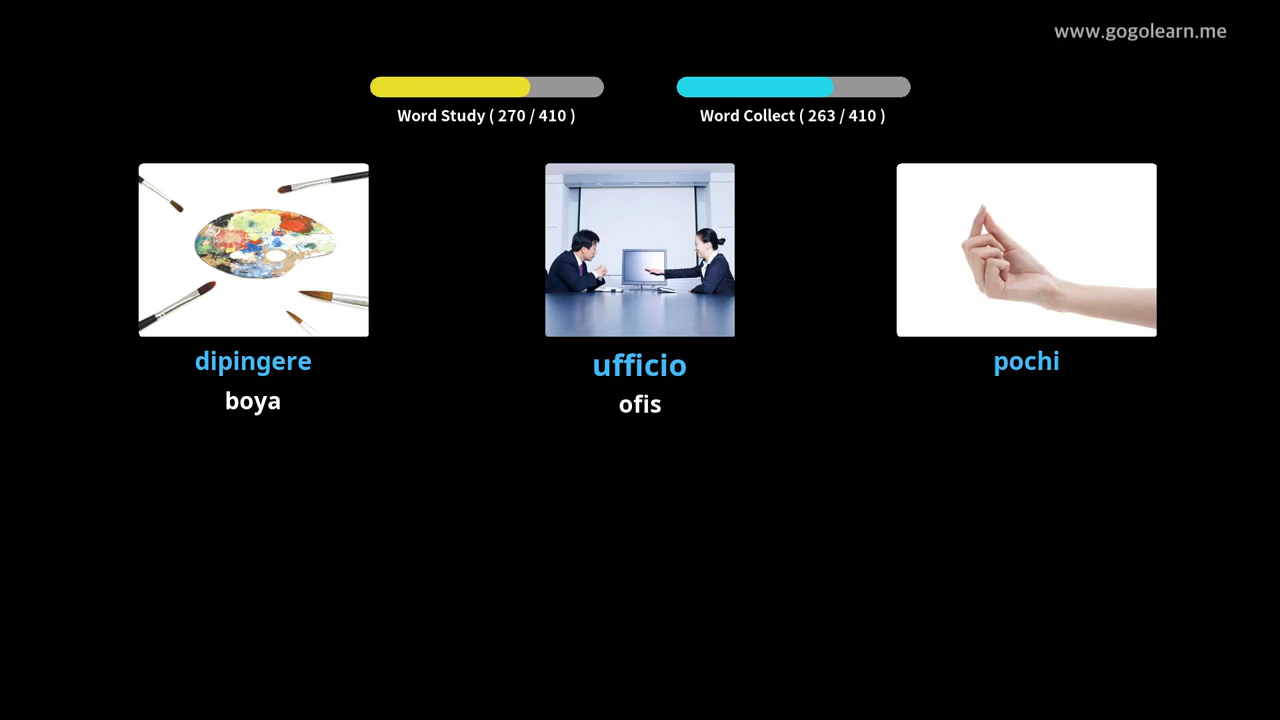 www.gogolearn.me
Word Study ( 270 / 410 )
Word Collect ( 263 / 410 )
dipingere
boya
ufficio
ofis
pochi